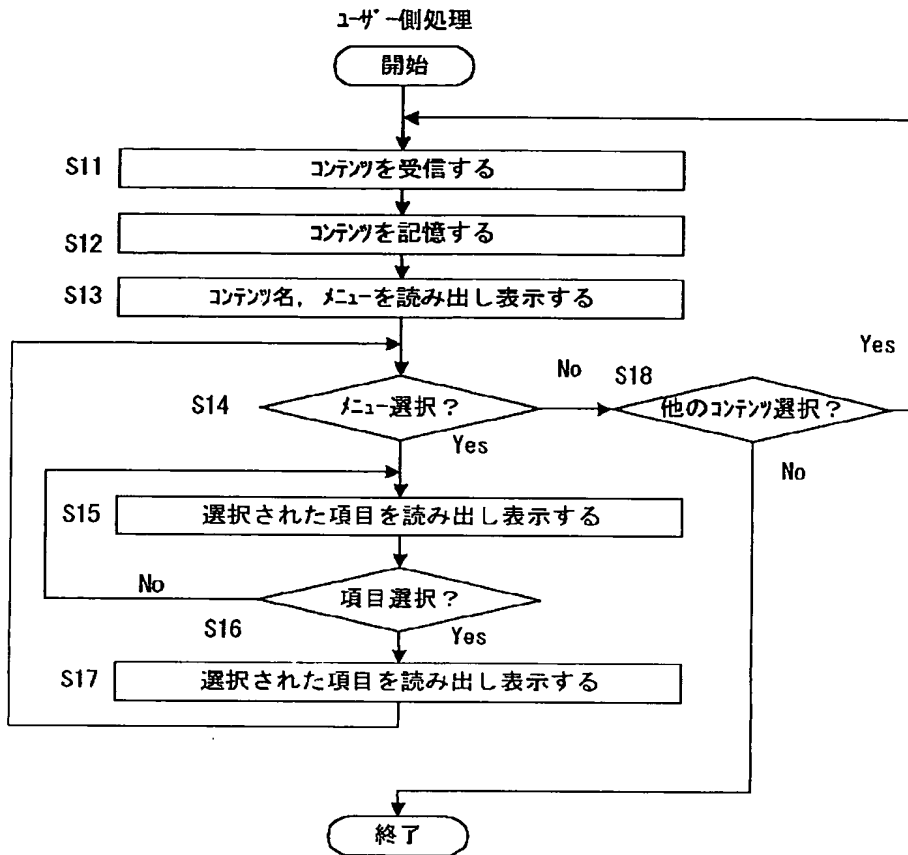 ﾕｰｻﾞｰ側処理
開始
S11 ｺﾝﾃﾝﾂを受信する
S12 ｺﾝﾃﾝﾂを記憶する
S13 ｺﾝﾃﾝﾂ名，ﾒﾆｭｰを読み出し表示する
S14 ﾒﾆｭｰ選択？
No
Yes
S18 他のｺﾝﾃﾝﾂ選択？
Yes
No
S15 選択された項目を読み出し表示する
S16 項目選択？
No
Yes
S17 選択された項目を読み出し表示する
終了